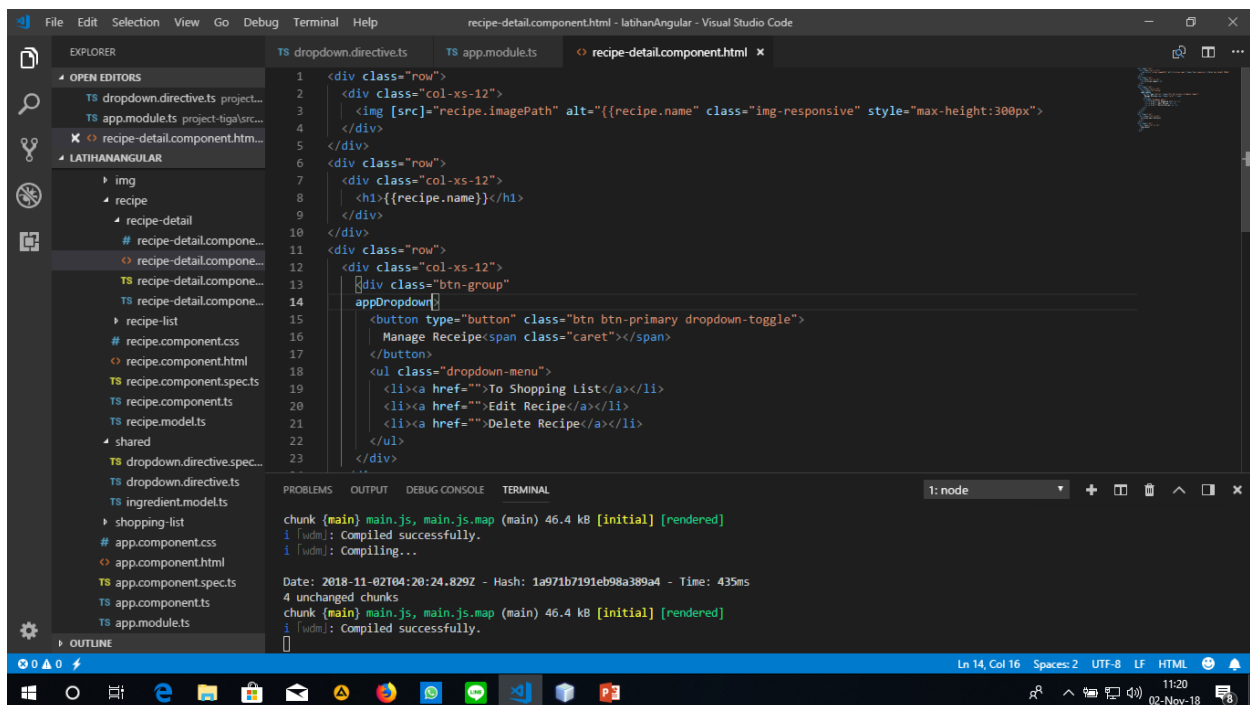 File Edit Selection View Go Debug Terminal Help recipe-detail.component.html - latihanAngular - Visual Studio Code
EXPLORER
OPEN EDITORS
TS dropdown.directive.ts project...
TS app.module.ts project-tiga\src...
recipe-detail.component.htm...
LATIHANANGULAR
img
recipe
recipe-detail
# recipe-detail.compone...
<> recipe-detail.compone...
TS recipe-detail.compone...
TS recipe-detail.compone...
recipe-list
# recipe.component.css
<> recipe.component.html
TS recipe.component.spec.ts
TS recipe.component.ts
TS recipe.model.ts
shared
TS dropdown.directive.spec...
TS dropdown.directive.ts
TS ingredient.model.ts
shopping-list
# app.component.css
<> app.component.html
TS app.component.spec.ts
TS app.component.ts
TS app.module.ts
OUTLINE
TS dropdown.directive.ts TS app.module.ts <> recipe-detail.component.html ×
1 <div class="row">
2 <div class="col-xs-12">
3 <img [src]="recipe.imagePath" alt="{{recipe.name" class="img-responsive" style="max-height:300px">
4 </div>
5 </div>
6 <div class="row">
7 <div class="col-xs-12">
8 <h1>{{recipe.name}}</h1>
9 </div>
10 </div>
11 <div class="row">
12 <div class="col-xs-12">
13 <div class="btn-group"
14 appDropdown>
15 <button type="button" class="btn btn-primary dropdown-toggle">
16 Manage Receipe<span class="caret"></span>
17 </button>
18 <ul class="dropdown-menu">
19 <li><a href="">To Shopping List</a></li>
20 <li><a href="">Edit Recipe</a></li>
21 <li><a href="">Delete Recipe</a></li>
22 </ul>
23 </div>
PROBLEMS OUTPUT DEBUG CONSOLE TERMINAL 1: node
chunk {main} main.js, main.js.map (main) 46.4 kB [initial] [rendered]
i ｢wdm｣: Compiled successfully.
i ｢wdm｣: Compiling...
Date: 2018-11-02T04:20:24.829Z - Hash: 1a971b7191eb98a389a4 - Time: 435ms
4 unchanged chunks
chunk {main} main.js, main.js.map (main) 46.4 kB [initial] [rendered]
i ｢wdm｣: Compiled successfully.
0 0 Ln 14, Col 16 Spaces: 2 UTF-8 LF HTML
11:20
02-Nov-18
8